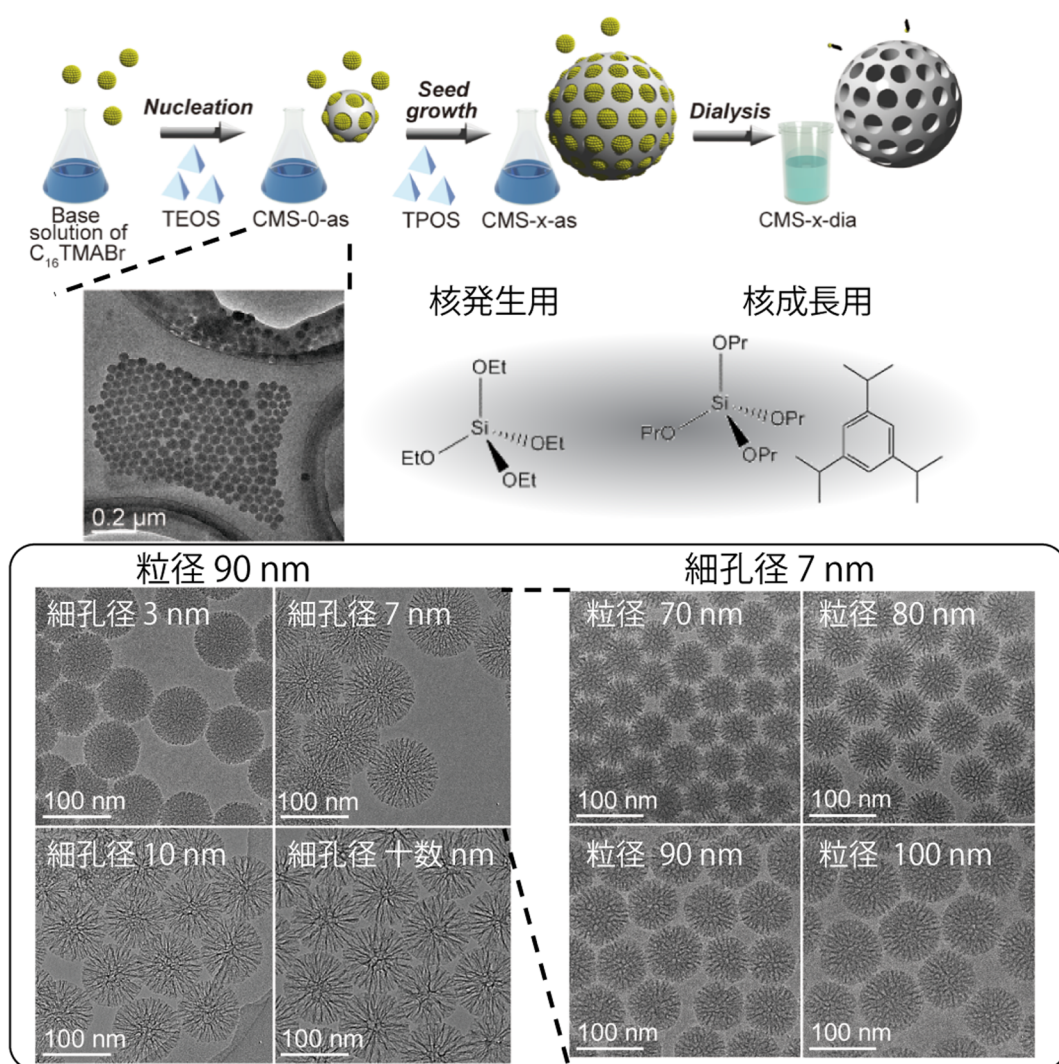 Nucleation
Seed
growth
Dialysis
Base
solution of
C16TMABr
TEOS
CMS-0-as
TPOS
CMS-x-as
CMS-x-dia
核発生用
核成長用
0.2 μm
OEt
Si
OEt
EtO
OEt
OPr
Si
OPr
PrO
OPr
粒径 90 nm
細孔径 3 nm
100 nm
細孔径 7 nm
100 nm
細孔径 10 nm
100 nm
細孔径 十数 nm
100 nm
細孔径 7 nm
粒径 70 nm
100 nm
粒径 80 nm
100 nm
粒径 90 nm
100 nm
粒径 100 nm
100 nm